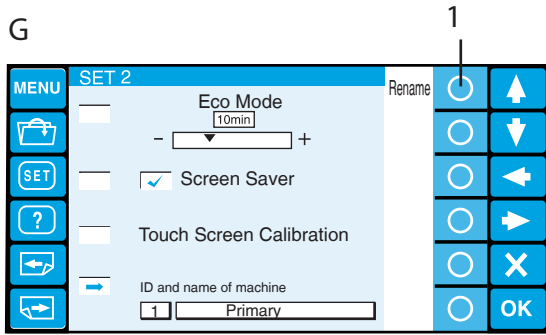 G
1
MENU
SET 2
Rename
Eco Mode
10min
- +
SET
Screen Saver
?
Touch Screen Calibration
ID and name of machine
1 Primary
OK